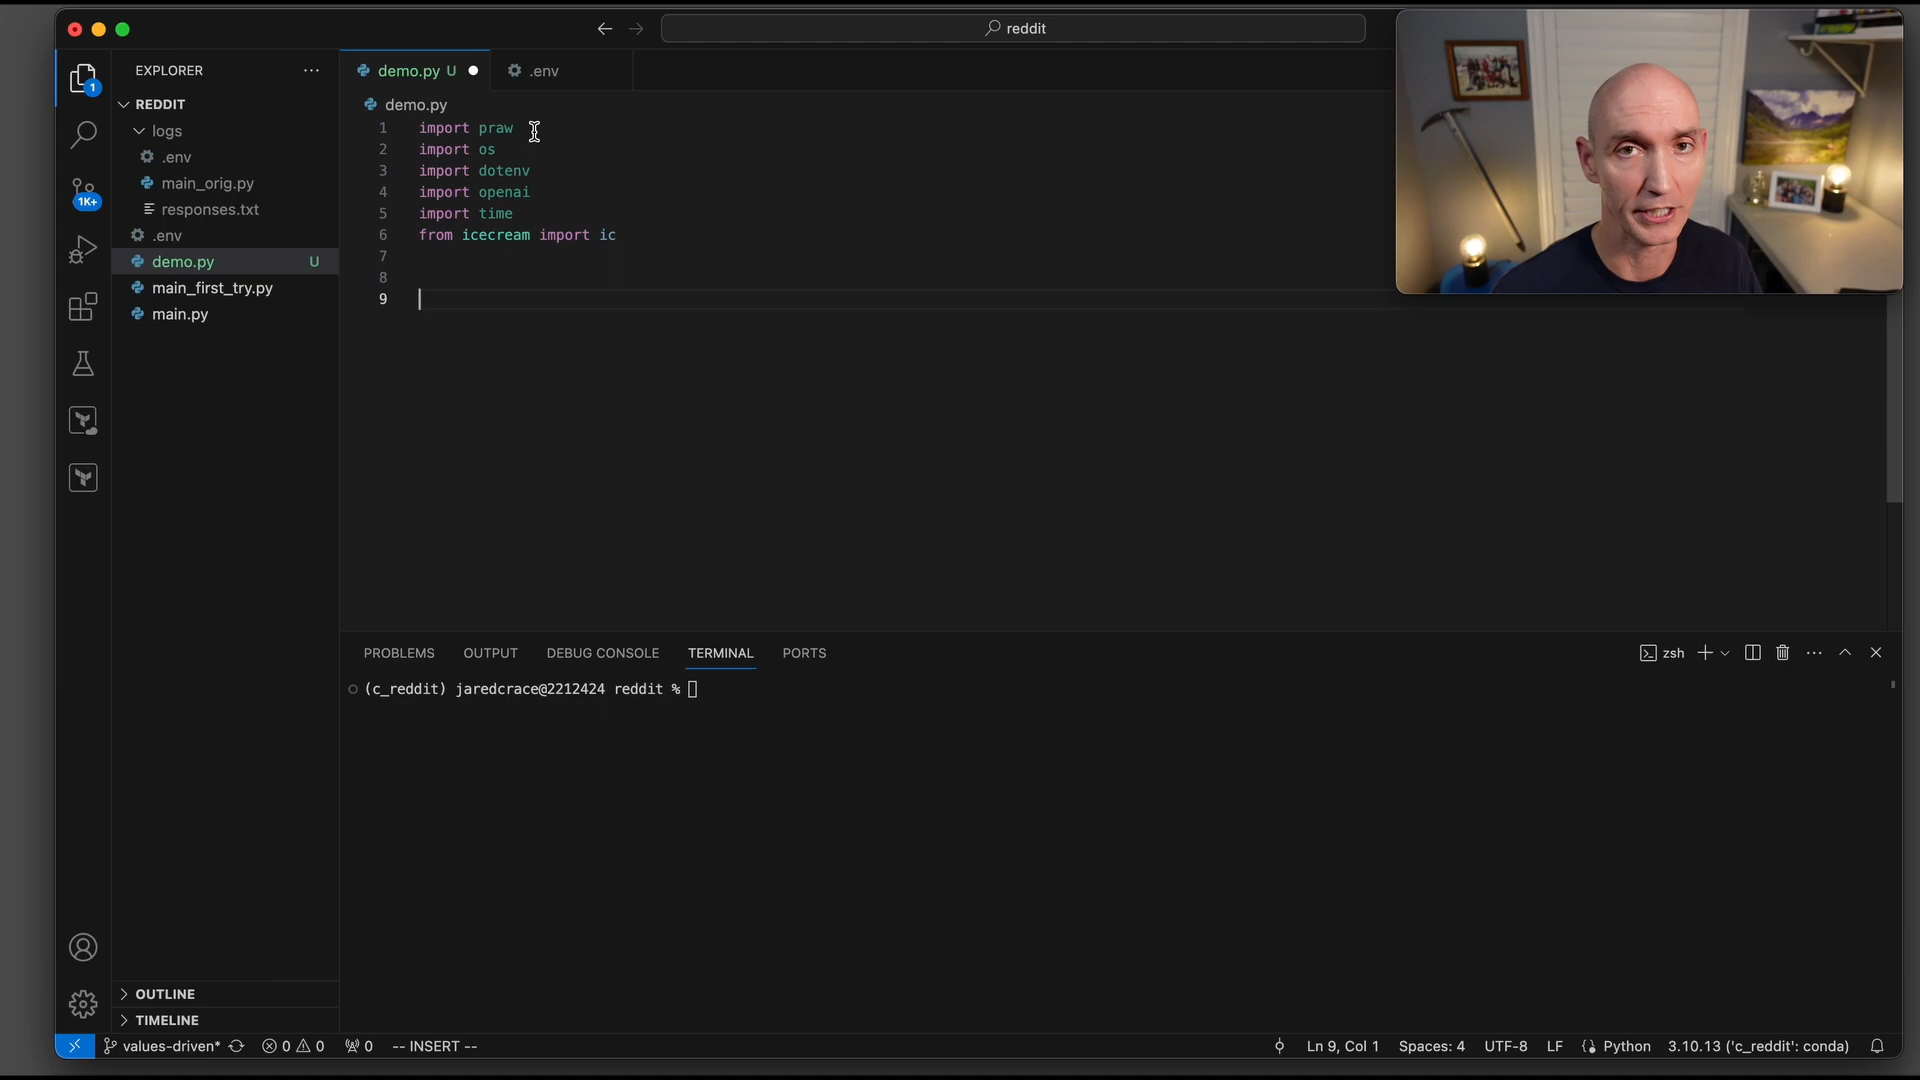 reddit
EXPLORER
demo.py U
.env
REDDIT
demo.py
logs
.env
main_orig.py
responses.txt
.env
demo.py U
main_first_try.py
main.py
1
1K+
1 import praw
2 import os
3 import dotenv
4 import openai
5 import time
6 from icecream import ic
7
8
9
PROBLEMS OUTPUT DEBUG CONSOLE TERMINAL PORTS
zsh
(c_reddit) jaredcrace@2212424 reddit %
OUTLINE
TIMELINE
values-driven* 0 0 0 -- INSERT -- Ln 9, Col 1 Spaces: 4 UTF-8 LF Python 3.10.13 ('c_reddit': conda)